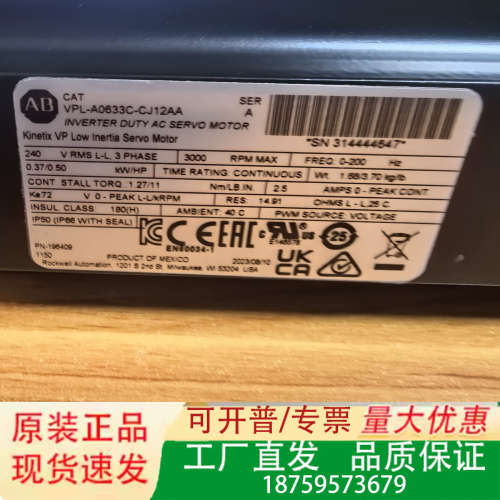 AB
CAT
VPL-A0633C-CJ12AA
SER
A
INVERTER DUTY AC SERVO MOTOR
Kinetix VP Low Inertia Servo Motor
*SN 314444647*
240 V RMS L-L, 3 PHASE 3000 RPM MAX FREQ. 0-200 Hz
0.37/0.50 kW/HP TIME RATING: CONTINUOUS Wt. 1.68/3.70 kg/lb
CONT STALL TORQ. 1.27/11 Nm/LB.IN. 2.5 AMPS 0 - PEAK CONT.
Ke72 V 0 - PEAK L-L/kRPM RES 14.91 OHMS L - L,25 C.
INSUL CLASS 180(H) AMBIENT: 40 C PWM SOURCE: VOLTAGE
IP50 (IP66 WITH SEAL)
EN60034-1
EAC
c UR US
E145578
25
PN-196409
1150
PRODUCT OF MEXICO
Rockwell Automation, 1201 S 2nd St., Milwaukee, WI 53204 USA
2023/08/10
UK
CA
原装正品
现货速发
可开普/专票
量大优惠
工厂直发 品质保证
18759573679